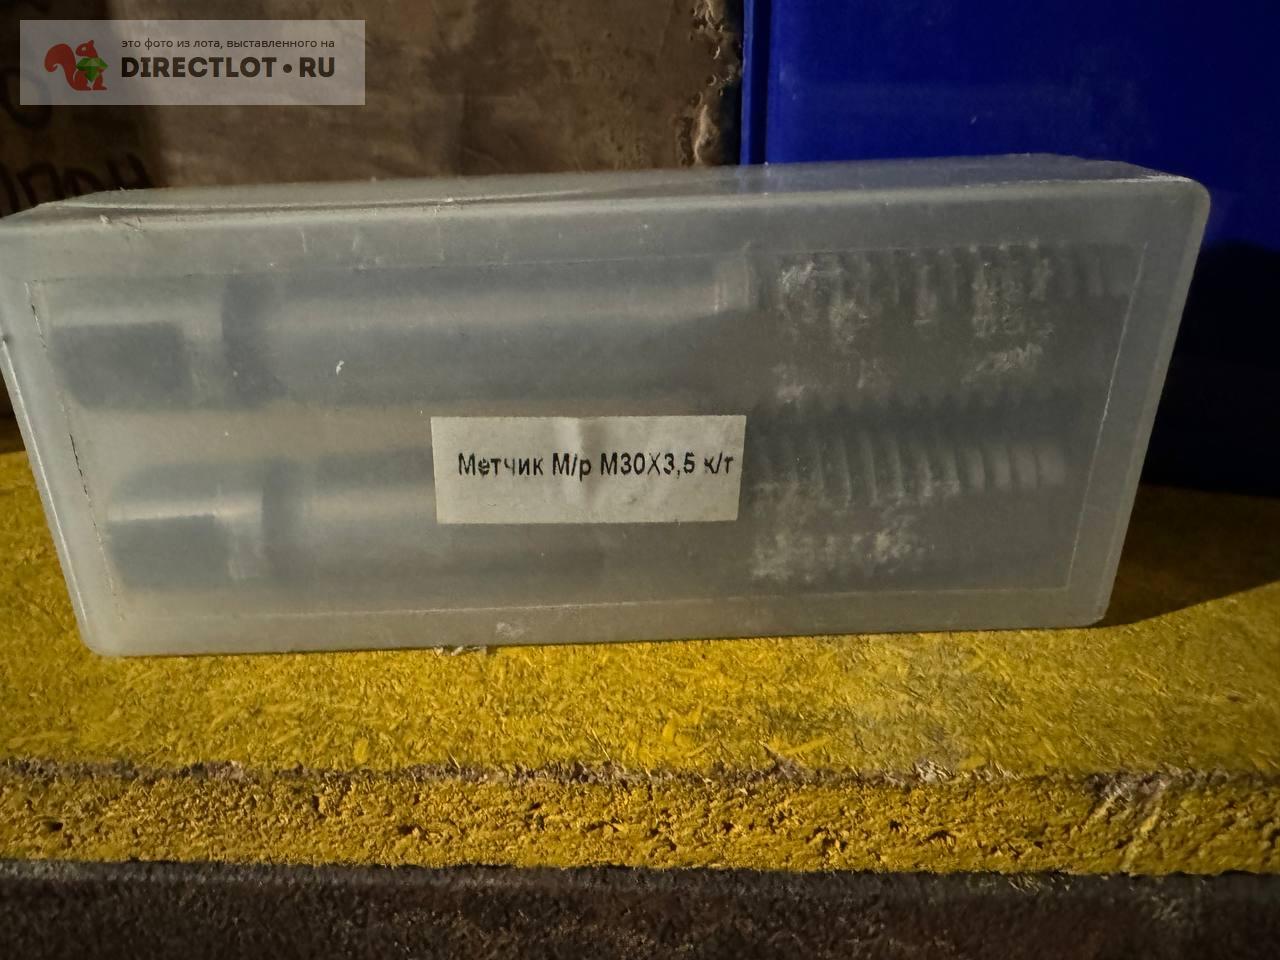 это фото из лота, выставленного на
DIRECTLOT•RU
Метчик М/р М30Х3,5 к/т